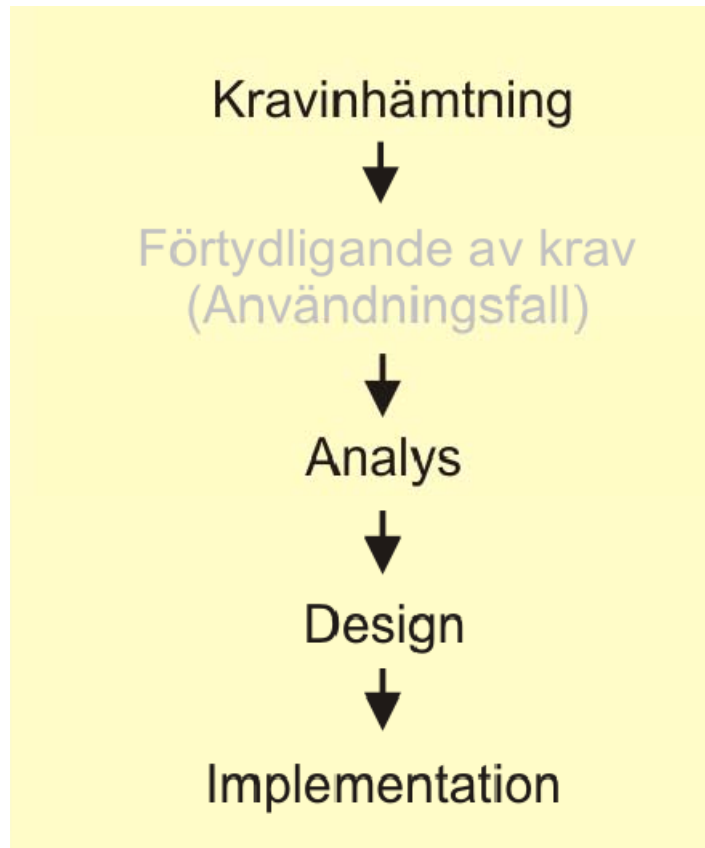 Kravinhämtning
Förtydligande av krav
(Användningsfall)
Analys
Design
Implementation